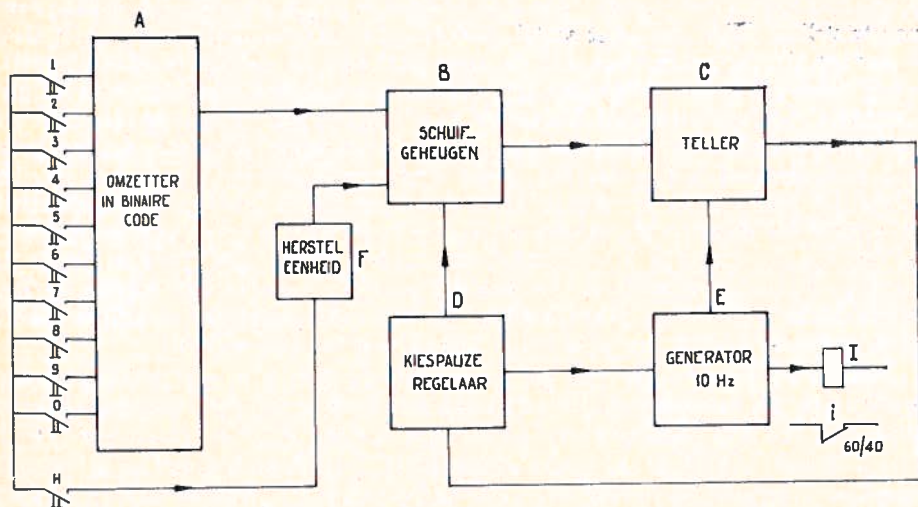 A
B
C
1
2
3
4
5
6
7
8
9
0
H
OMZETTER
IN BINAIRE
CODE
SCHUIF_
GEHEUGEN
TELLER
HERSTEL
EENHEID
F
D
E
KIESPAUZE
REGELAAR
GENERATOR
10 Hz
I
i
60/40